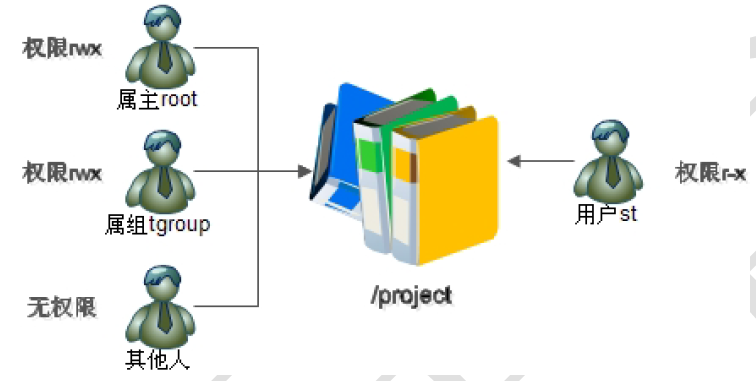 权限rwx
属主root
权限rwx
属组tgroup
无权限
其他人
/project
用户st
权限r-x